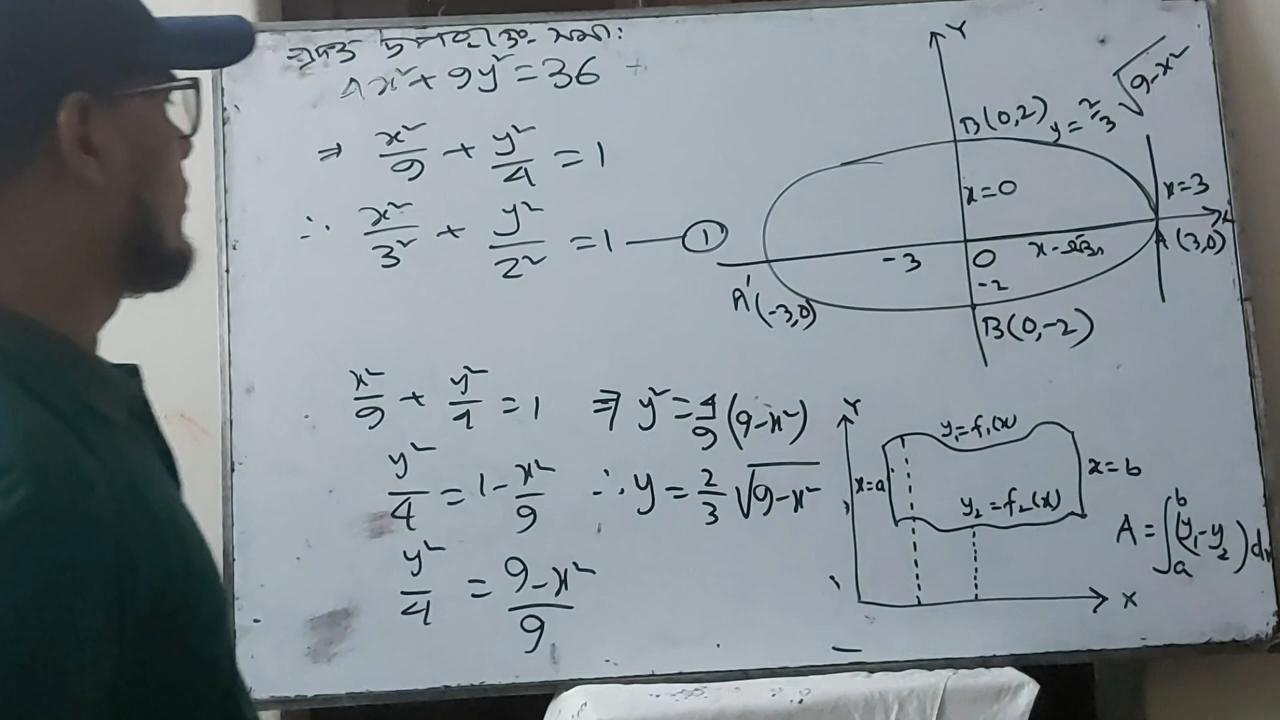 4x² + 9y² = 36
⇒ x²/9 + y²/4 = 1
∴ x²/3² + y²/2² = 1 — ①
x²/9 + y²/4 = 1 ⇒ y² = 4/9 (9-x²)
y²/4 = 1 - x²/9 ∴ y = 2/3 √9-x²
y²/4 = 9-x²/9
Y
B(0,2) y = 2/3 √9-x²
x=0 x=3
-3 0 A(3,0)
-2
A'(-3,0) B(0,-2)
Y
y₁=f₁(x)
x=a x=b
y₂=f₂(x)
A = ∫ₐᵇ (y₁-y₂) dx
X